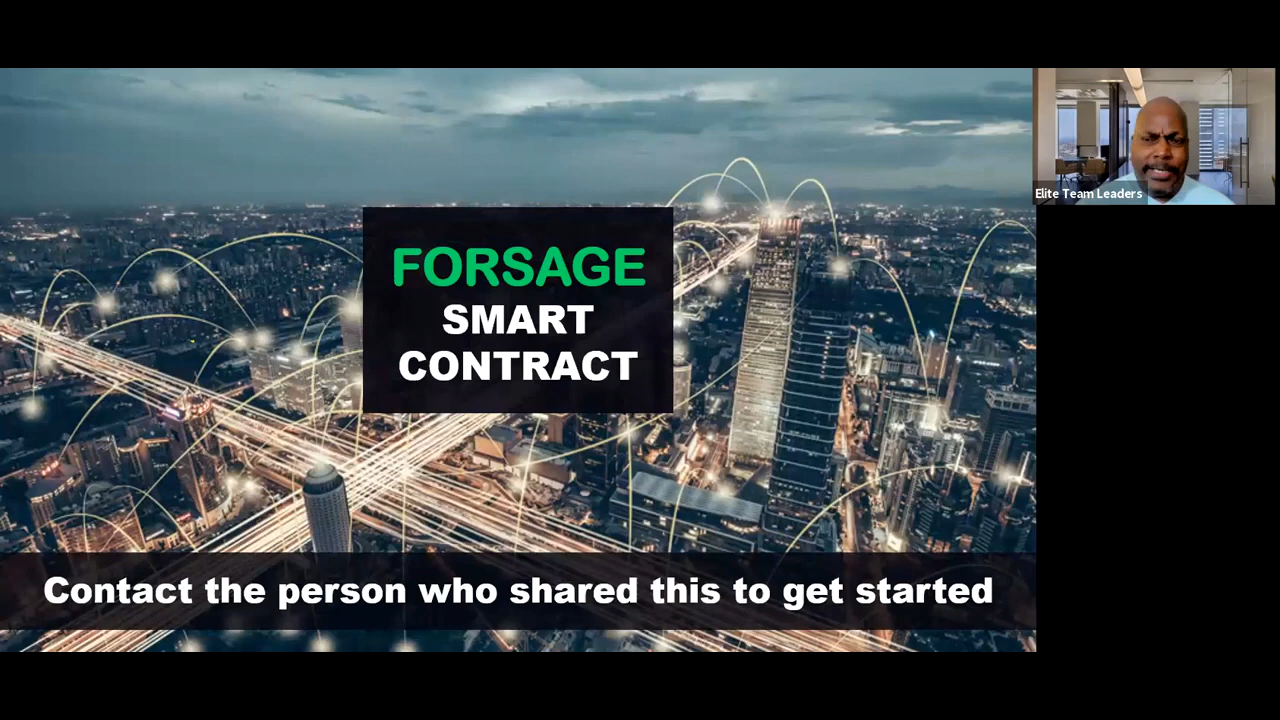 Elite Team Leaders
FORSAGE
SMART
CONTRACT
Contact the person who shared this to get started